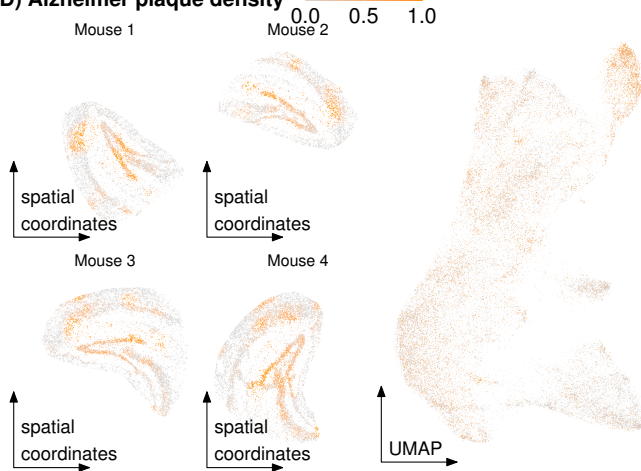 D) Alzheimer plaque density
0.0 0.5 1.0
Mouse 1
Mouse 2
spatial
coordinates
spatial
coordinates
Mouse 3
Mouse 4
spatial
coordinates
spatial
coordinates
UMAP